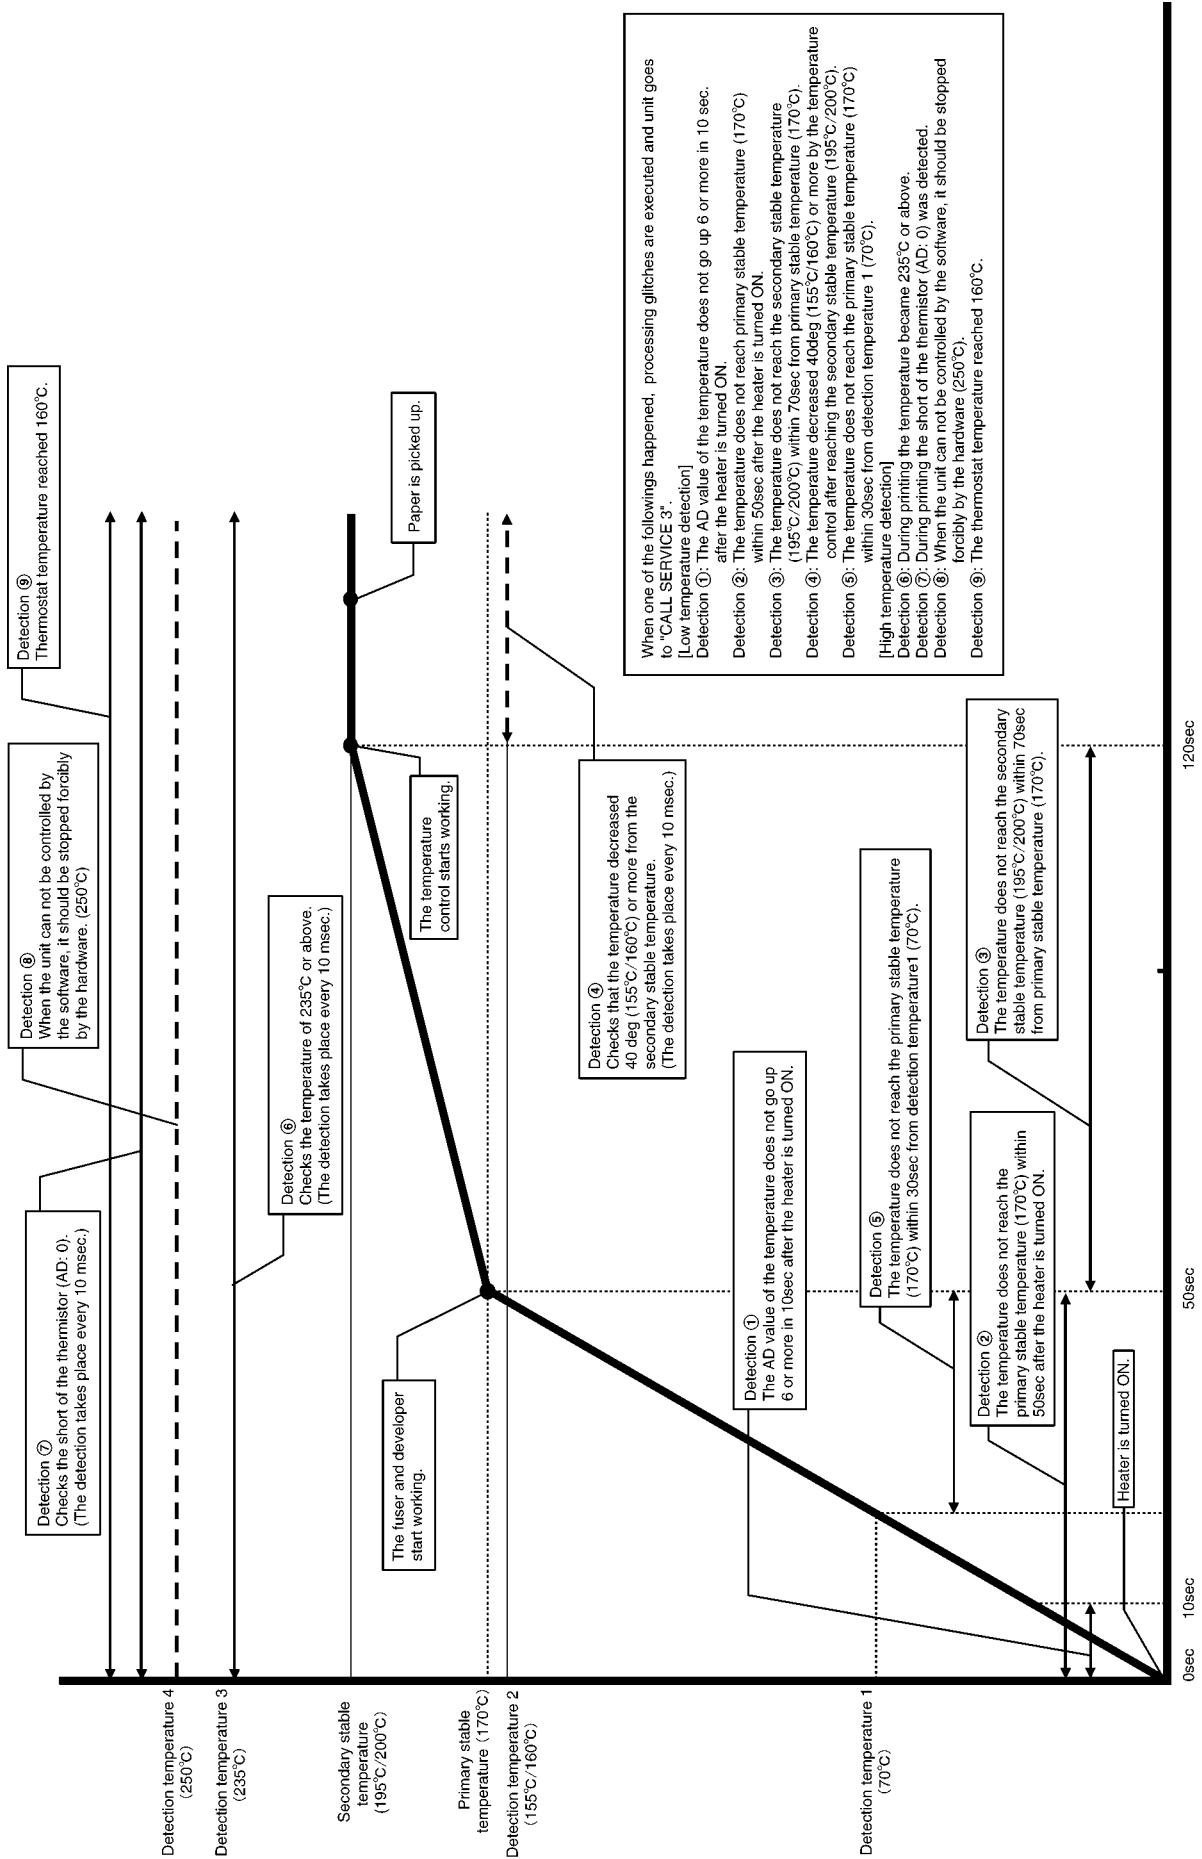 Detection ⑨
Thermostat temperature reached 160°C.
Detection ⑧
When the unit can not be controlled by
the software, it should be stopped forcibly
by the hardware. (250°C)
Detection ⑦
Checks the short of the thermistor (AD: 0).
(The detection takes place every 10 msec.)
Detection ⑥
Checks the temperature of 235°C or above.
(The detection takes place every 10 msec.)
Paper is picked up.
The temperature
control starts working.
The fuser and developer
start working.
Detection ④
Checks that the temperature decreased
40 deg (155°C/160°C) or more from the
secondary stable temperature.
(The detection takes place every 10 msec.)
Detection ①
The AD value of the temperature does not go up
6 or more in 10sec after the heater is turned ON.
Detection ⑤
The temperature does not reach the primary stable temperature
(170°C) within 30sec from detection temperature1 (70°C).
Detection ③
The temperature does not reach the secondary
stable temperature (195°C/200°C) within 70sec
from primary stable temperature (170°C).
Detection ②
The temperature does not reach the
primary stable temperature (170°C) within
50sec after the heater is turned ON.
Heater is turned ON.
When one of the followings happened, processing glitches are executed and unit goes
to "CALL SERVICE 3".
[Low temperature detection]
Detection ①: The AD value of the temperature does not go up 6 or more in 10 sec.
after the heater is turned ON.
Detection ②: The temperature does not reach primary stable temperature (170°C)
within 50sec after the heater is turned ON.
Detection ③: The temperature does not reach the secondary stable temperature
(195°C/200°C) within 70sec from primary stable temperature (170°C).
Detection ④: The temperature decreased 40deg (155°C/160°C) or more by the temperature
control after reaching the secondary stable temperature (195°C/200°C).
Detection ⑤: The temperature does not reach the primary stable temperature (170°C)
within 30sec from detection temperature 1 (70°C).
[High temperature detection]
Detection ⑥: During printing the temperature became 235°C or above.
Detection ⑦: During printing the short of the thermistor (AD: 0) was detected.
Detection ⑧: When the unit can not be controlled by the software, it should be stopped
forcibly by the hardware (250°C).
Detection ⑨: The thermostat temperature reached 160°C.
Detection temperature 4
(250°C)
Detection temperature 3
(235°C)
Secondary stable
temperature
(195°C/200°C)
Primary stable
temperature (170°C)
Detection temperature 2
(155°C/160°C)
Detection temperature 1
(70°C)
0sec
10sec
50sec
120sec